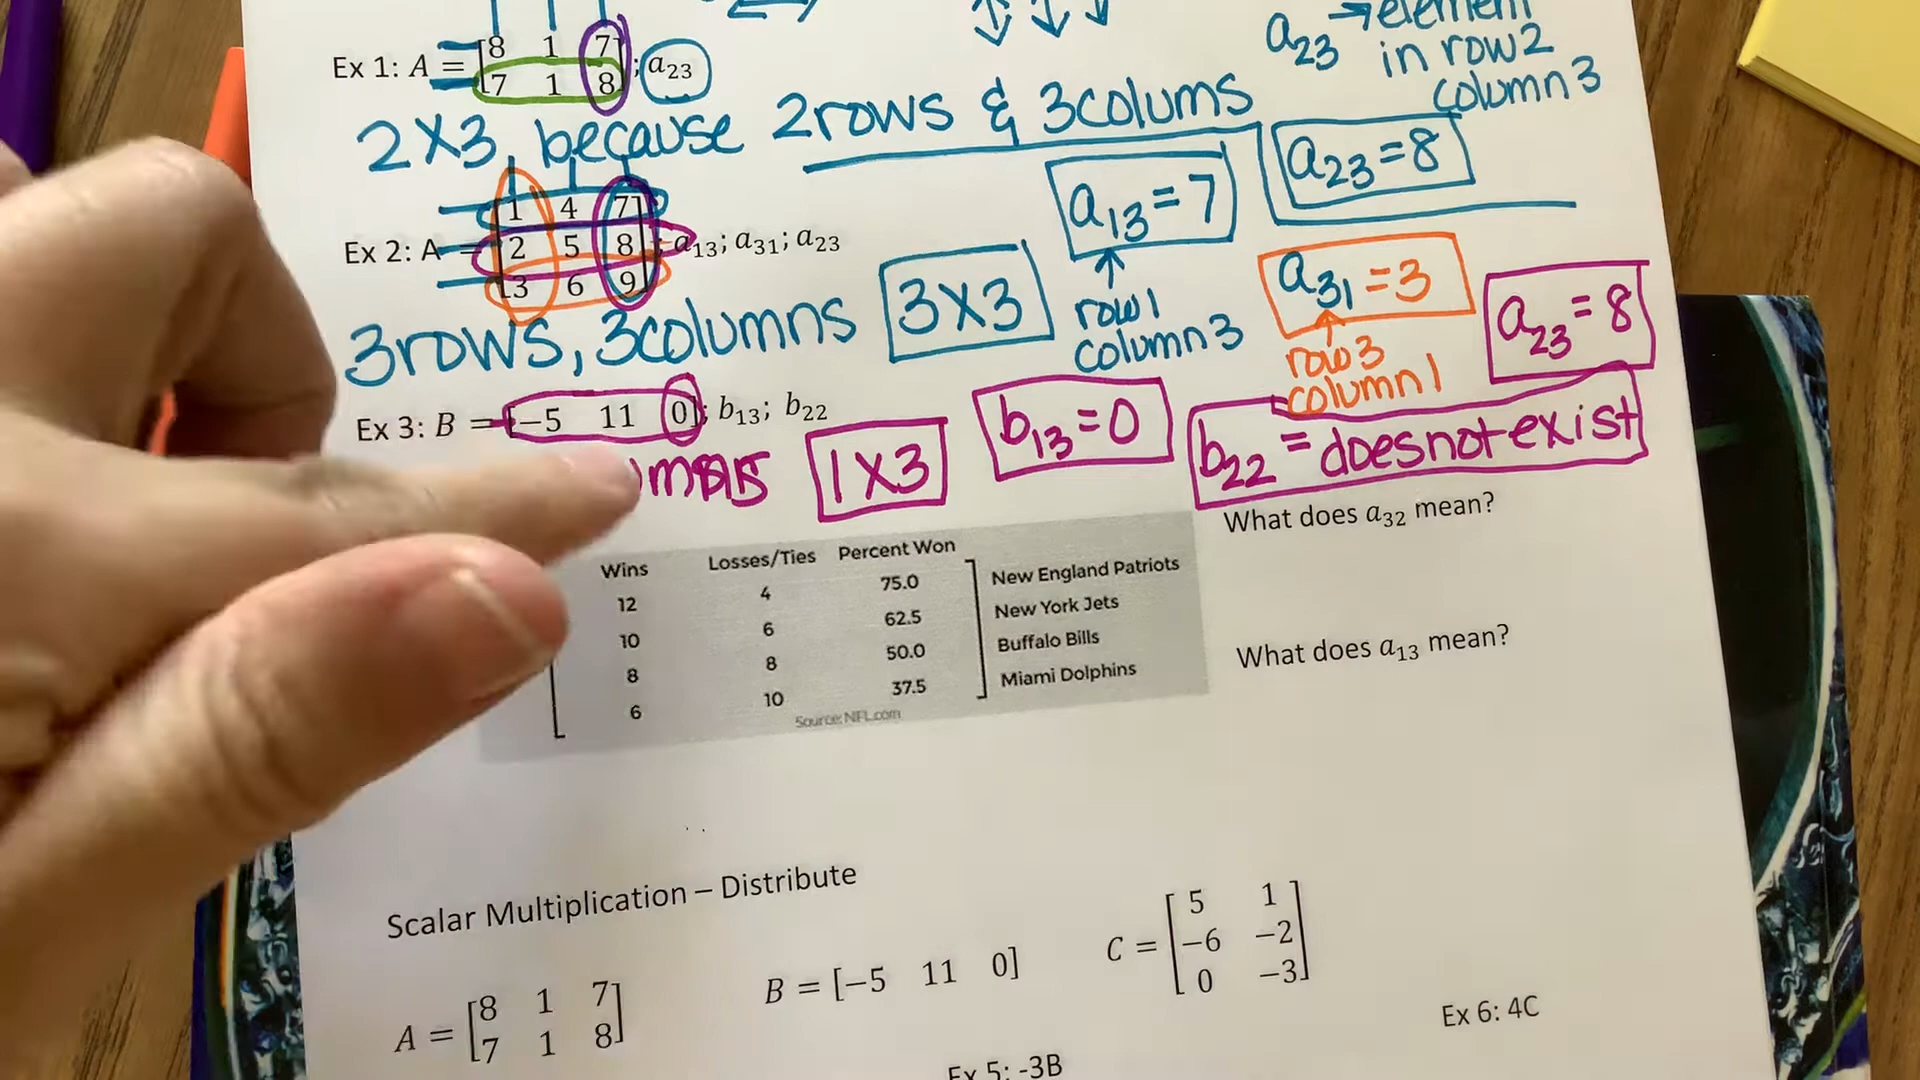 a23 → element
in row 2
column 3
Ex 1: A = [8 1 7
7 1 8] ; a23
2X3, because 2rows & 3colums
a23 = 8
a13 = 7
row 1
column 3
Ex 2: A = [1 4 7
2 5 8
3 6 9] ; a13; a31; a23
3rows, 3columns
3X3
a31 = 3
row 3
column 1
a23 = 8
Ex 3: B = [−5 11 0]; b13; b22
1X3
b13 = 0
b22 = does not exist
What does a32 mean?
Wins Losses/Ties Percent Won
12 4 75.0 New England Patriots
10 6 62.5 New York Jets
8 8 50.0 Buffalo Bills
6 10 37.5 Miami Dolphins
Source: NFL.com
What does a13 mean?
Scalar Multiplication – Distribute
A = [8 1 7
7 1 8]
B = [−5 11 0]
C = [5 1
−6 −2
0 −3]
Ex 5: -3B
Ex 6: 4C